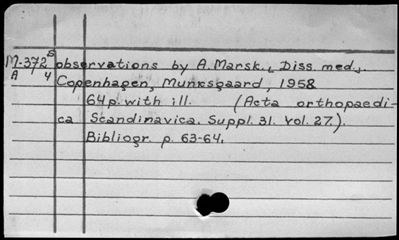 M-372 S observations by A. Marsk., Diss. med.,
A 4 Copenhagen, Munksgaard, 1958
64 p. with ill. (Acta orthopaedi-
ca Scandinavica. Suppl. 31. Vol. 27.).
Bibliogr. p. 63-64.